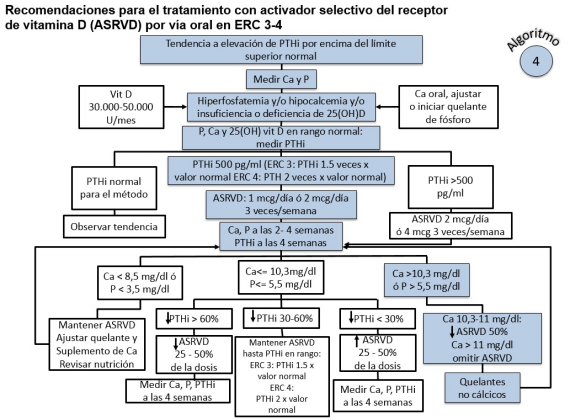 Recomendaciones para el tratamiento con activador selectivo del receptor
de vitamina D (ASRVD) por vía oral en ERC 3-4
Algoritmo
4
Tendencia a elevación de PTHi por encima del límite
superior normal
Medir Ca y P
Vit D
30.000-50.000
U/mes
Hiperfosfatemia y/o hipocalcemia y/o
insuficiencia o deficiencia de 25(OH)D
Ca oral, ajustar
o iniciar quelante
de fósforo
P, Ca y 25(OH) vit D en rango normal:
medir PTHi
PTHi normal
para el método
PTHi 500 pg/ml (ERC 3: PTHi 1.5 veces x
valor normal ERC 4: PTH 2 veces x valor normal)
PTHi >500
pg/ml
Observar tendencia
ASRVD: 1 mcg/día ó 2 mcg/día
3 veces/semana
ASRVD 2 mcg/día
ó 4 mcg 3 veces/semana
Ca, P a las 2- 4 semanas
PTHi a las 4 semanas
Ca < 8,5 mg/dl ó
P < 3,5 mg/dl
Ca<= 10,3mg/dl
P<= 5,5 mg/dl
Ca >10,3 mg/dl
ó P > 5,5 mg/dl
Mantener ASRVD
Ajustar quelante y
Suplemento de Ca
Revisar nutrición
↓PTHi > 60%
↓PTHi 30-60%
↓PTHi < 30%
Ca 10,3-11 mg/dl:
↓ASRVD 50%
Ca > 11 mg/dl
omitir ASRVD
↓ASRVD
25 - 50%
de la dosis
Mantener ASRVD
hasta PTHi en rango:
ERC 3: PTHi 1.5 x
valor normal
ERC 4:
PTHi 2 x valor
normal
↑ASRVD
25 - 50%
de la dosis
Medir Ca, P, PTHi
a las 4 semanas
Medir Ca, P, PTHi
a las 4 semanas
Quelantes
no cálcicos